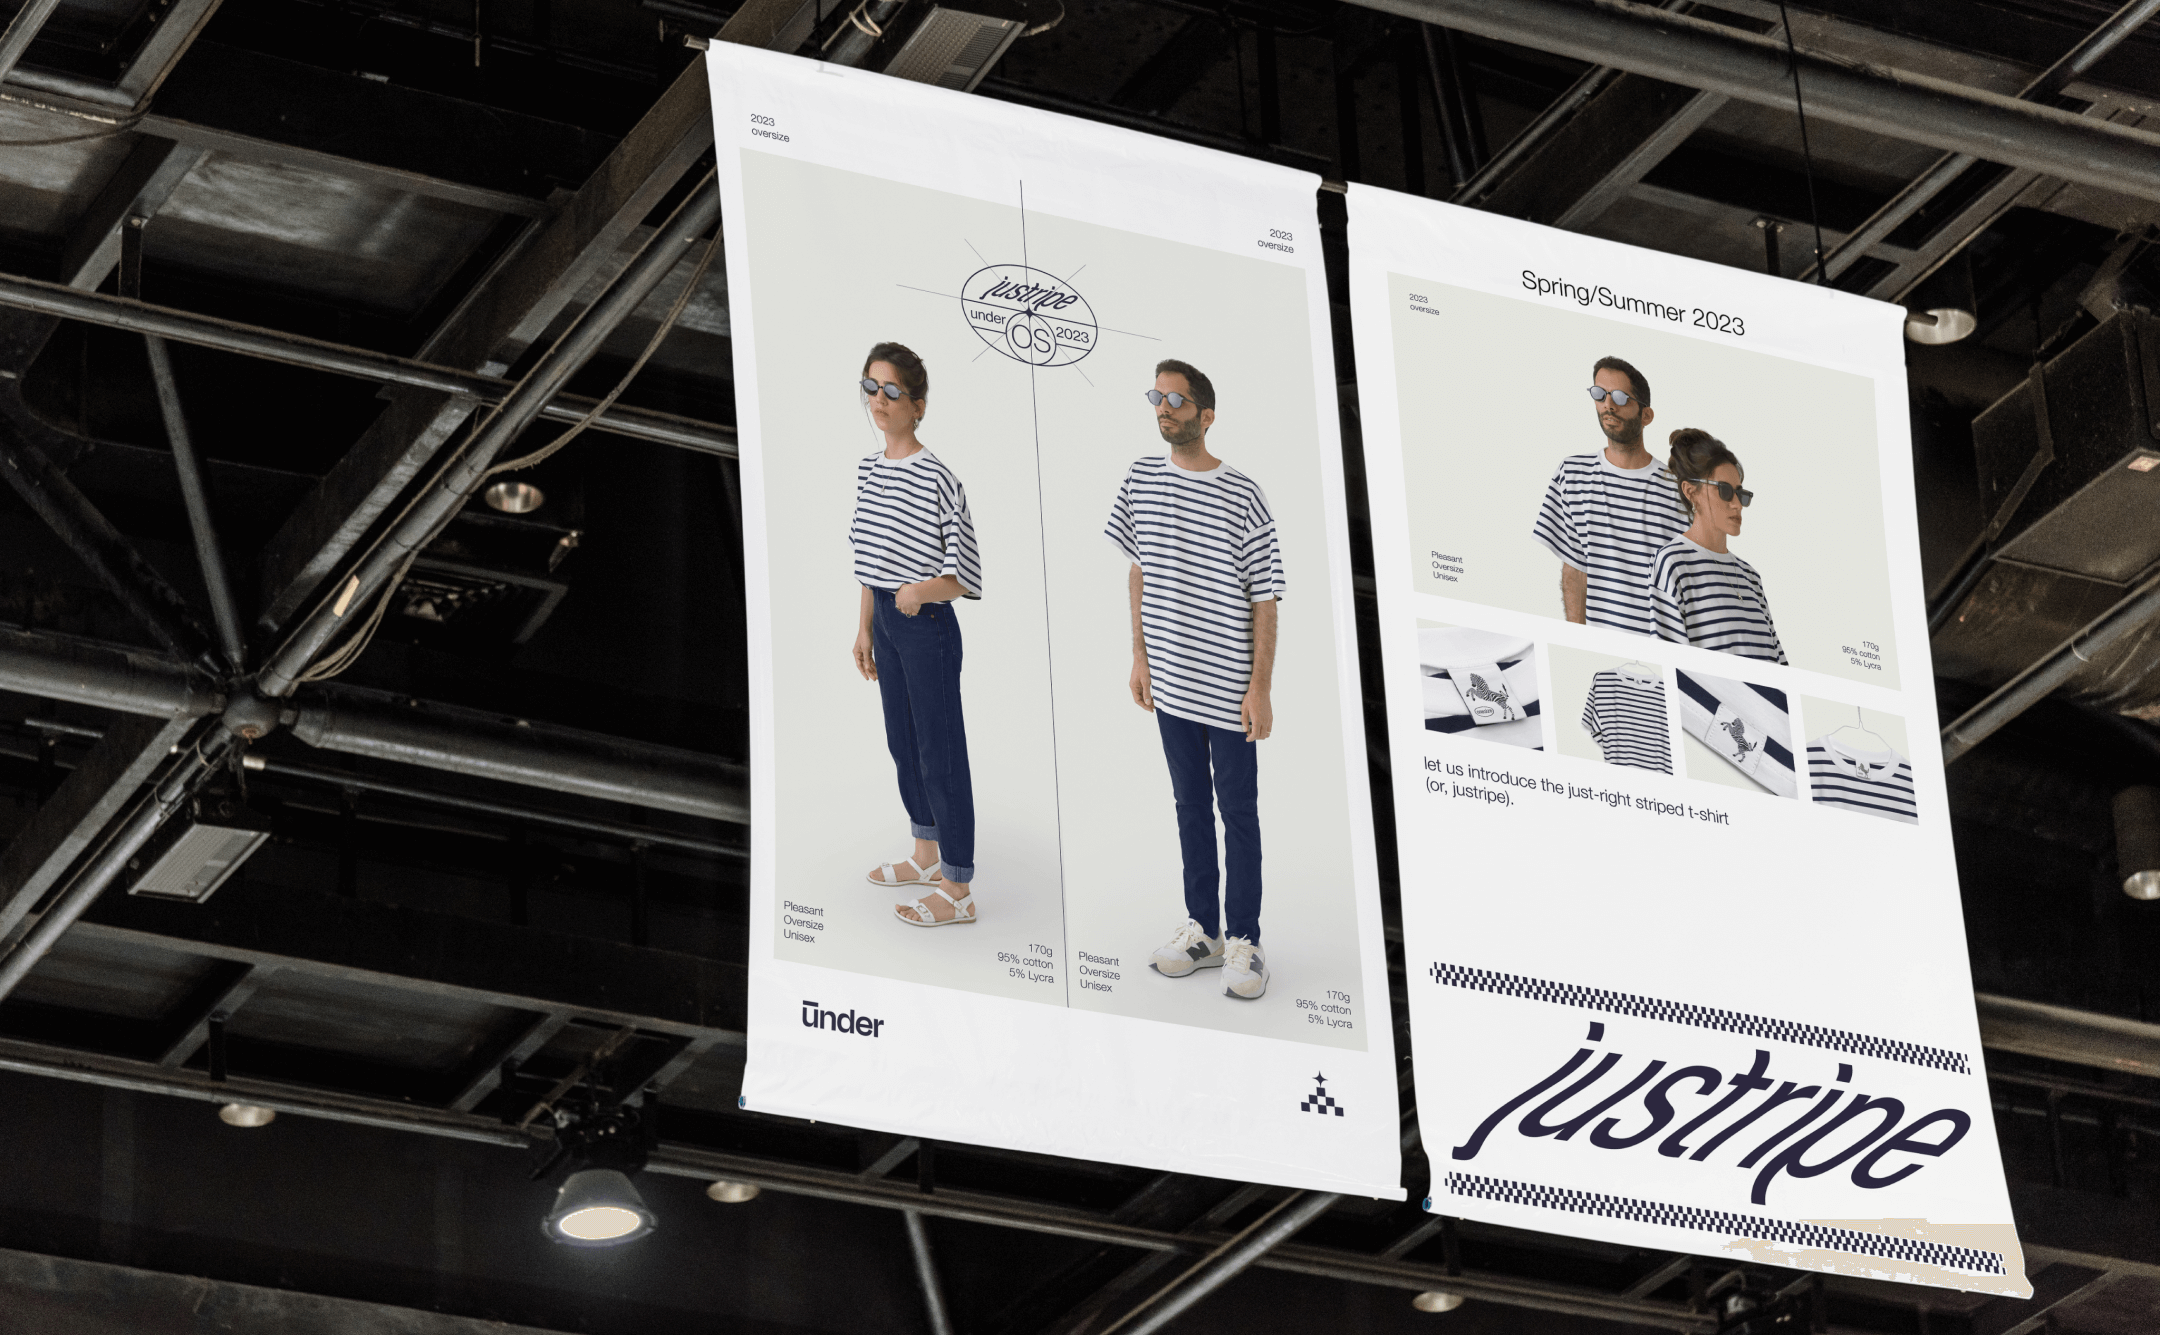 2023
oversize
2023
oversize
justripe
under
OS
2023
Pleasant
Oversize
Unisex
170g
95% cotton
5% Lycra
Pleasant
Oversize
Unisex
170g
95% cotton
5% Lycra
ūnder
Spring/Summer 2023
2023
oversize
Pleasant
Oversize
Unisex
170g
95% cotton
5% Lycra
let us introduce the just-right striped t-shirt
(or, justripe).
justripe